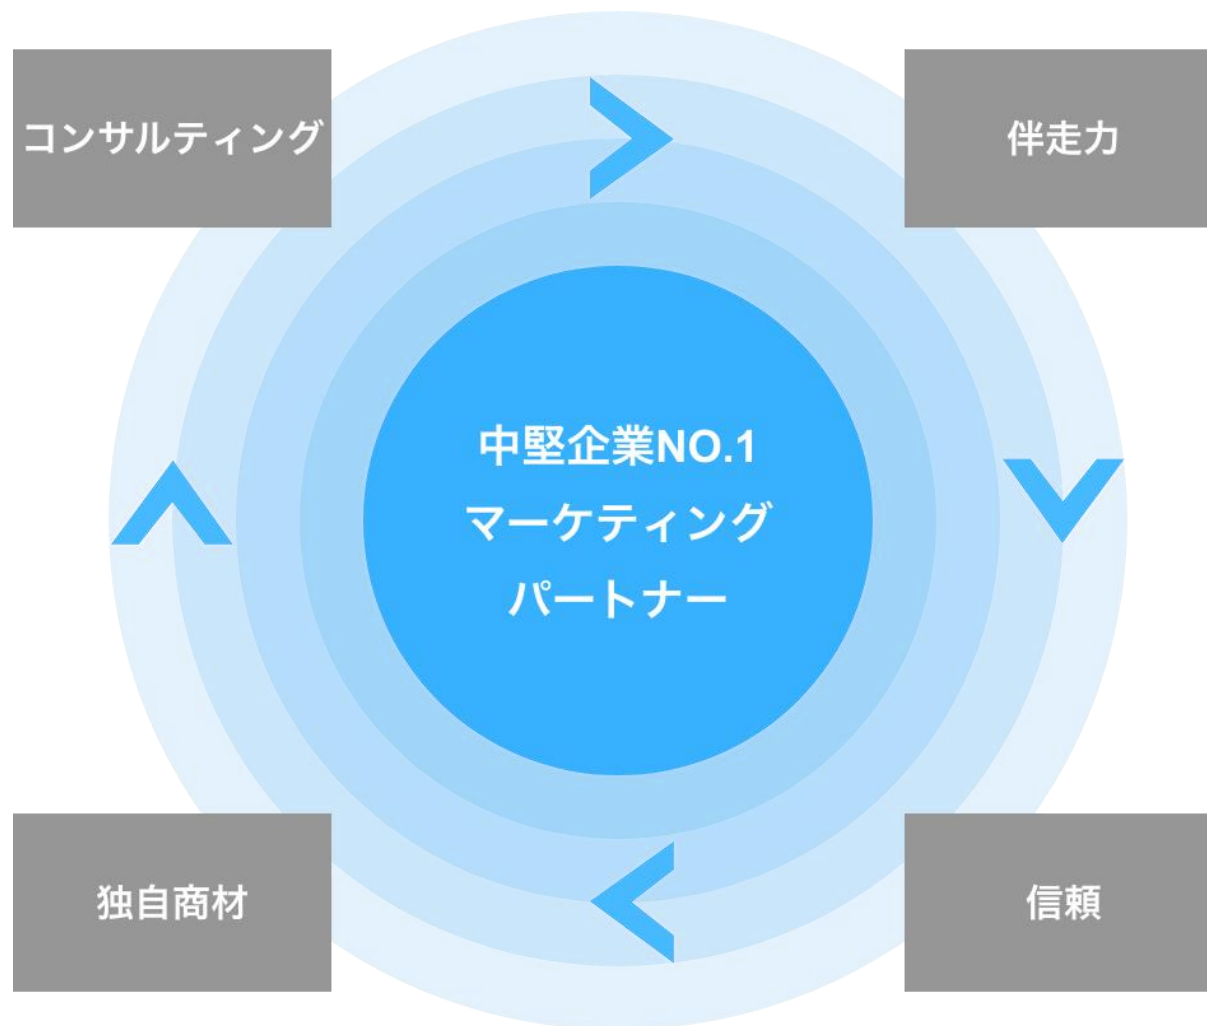 コンサルティング
伴走力
中堅企業NO.1
マーケティング
パートナー
独自商材
信頼